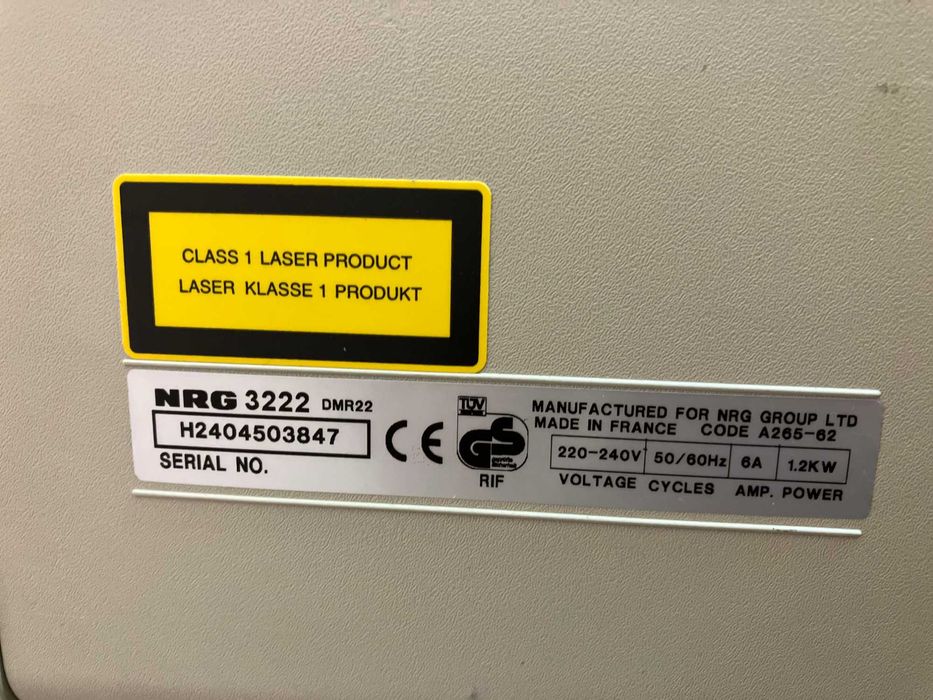 CLASS 1 LASER PRODUCT
LASER KLASSE 1 PRODUKT
NRG 3222 DMR22
H2404503847
SERIAL NO.
CE
TÜV
GS
geprüfte
Sicherheit
RIF
MANUFACTURED FOR NRG GROUP LTD
MADE IN FRANCE CODE A265-62
220-240V 50/60Hz 6A 1.2KW
VOLTAGE CYCLES AMP. POWER